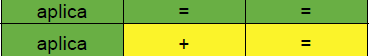 aplica = =
aplica + =